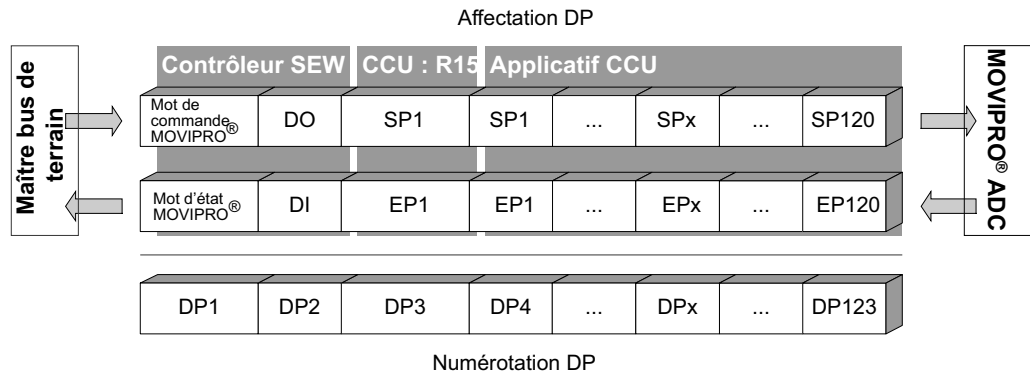 Affectation DP
Maître bus de
terrain
Contrôleur SEW
CCU : R15
Applicatif CCU
Mot de
commande
MOVIPRO®
DO
SP1
SP1
...
SPx
...
SP120
Mot d'état
MOVIPRO®
DI
EP1
EP1
...
EPx
...
EP120
MOVIPRO® ADC
DP1
DP2
DP3
DP4
...
DPx
...
DP123
Numérotation DP